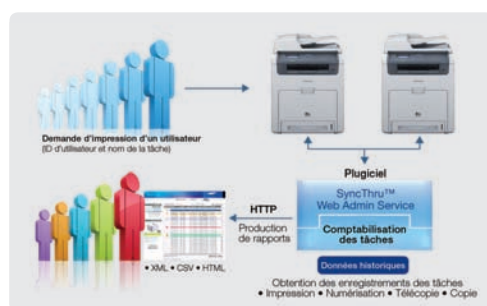 Demande d'impression d'un utilisateur
(ID d'utilisateur et nom de la tâche)
Plugiciel
SyncThru™
Web Admin Service
Comptabilisation
des tâches
HTTP
Production
de rapports
• XML • CSV • HTML
Données historiques
Obtention des enregistrements des tâches
• Impression • Numérisation • Télécopie • Copie